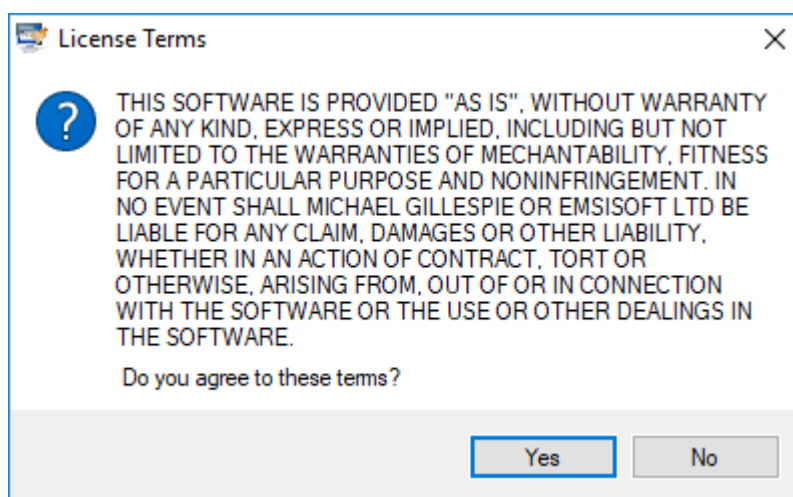 License Terms
THIS SOFTWARE IS PROVIDED "AS IS", WITHOUT WARRANTY
OF ANY KIND, EXPRESS OR IMPLIED, INCLUDING BUT NOT
LIMITED TO THE WARRANTIES OF MECHANTABILITY, FITNESS
FOR A PARTICULAR PURPOSE AND NONINFRINGEMENT. IN
NO EVENT SHALL MICHAEL GILLESPIE OR EMSISOFT LTD BE
LIABLE FOR ANY CLAIM, DAMAGES OR OTHER LIABILITY,
WHETHER IN AN ACTION OF CONTRACT, TORT OR
OTHERWISE, ARISING FROM, OUT OF OR IN CONNECTION
WITH THE SOFTWARE OR THE USE OR OTHER DEALINGS IN
THE SOFTWARE.
Do you agree to these terms?
Yes
No